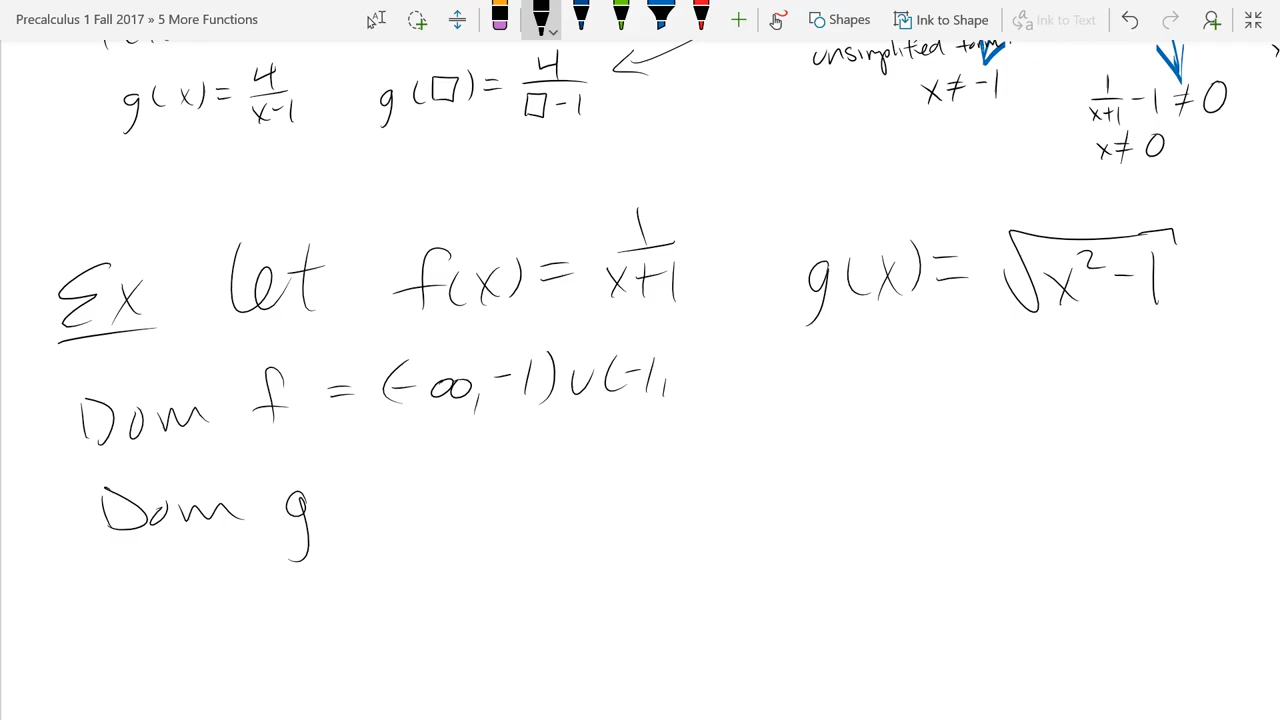 Precalculus 1 Fall 2017 » 5 More Functions
Shapes
Ink to Shape
Ink to Text
unsimplified form
g(x) = 4/(x-1)   g(□) = 4/(□-1)
x ≠ -1
1/(x+1) - 1 ≠ 0
x ≠ 0
Ex   let   f(x) = 1/(x+1)   g(x) = √(x²-1)
Dom f = (-∞, -1) ∪ (-1,
Dom g